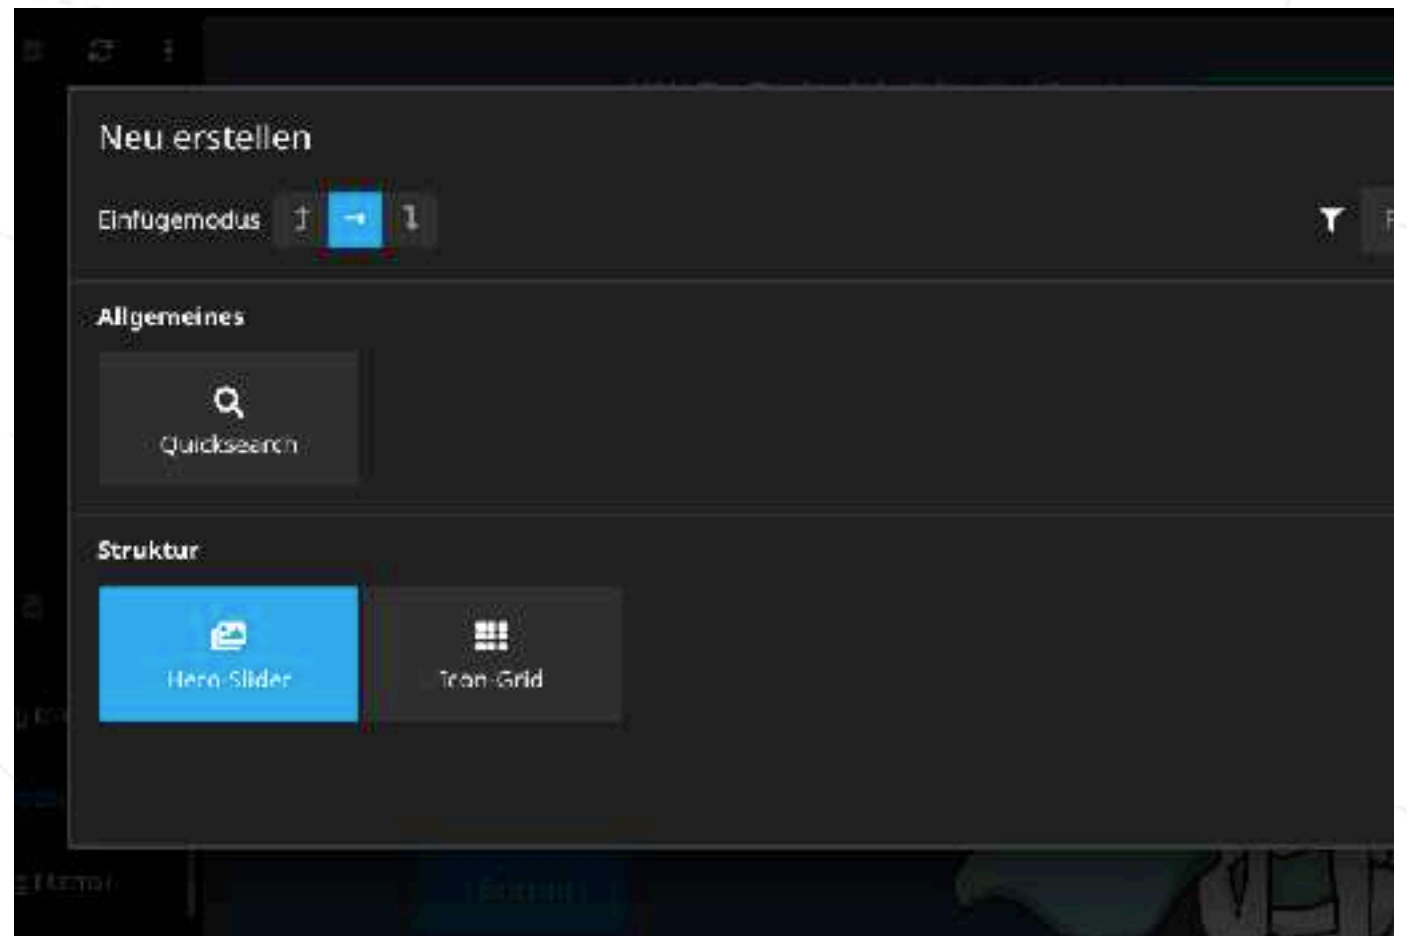 Neu erstellen
Einfügemodus
Allgemeines
Quicksearch
Struktur
Hero-Slider
Icon-Grid